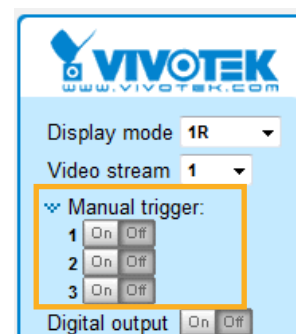 VIVOTEK
www.vivotek.com
Display mode 1R
Video stream 1
Manual trigger:
1 On Off
2 On Off
3 On Off
Digital output On Off